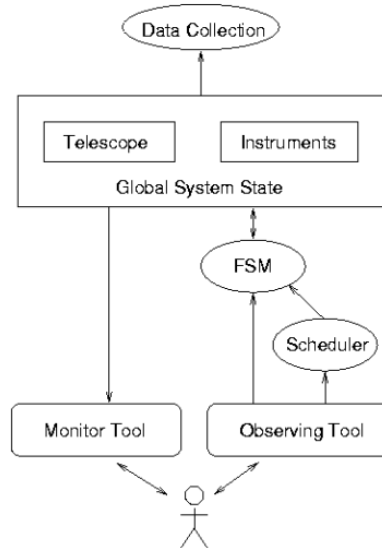 Data Collection
Telescope
Instruments
Global System State
FSM
Scheduler
Monitor Tool
Observing Tool